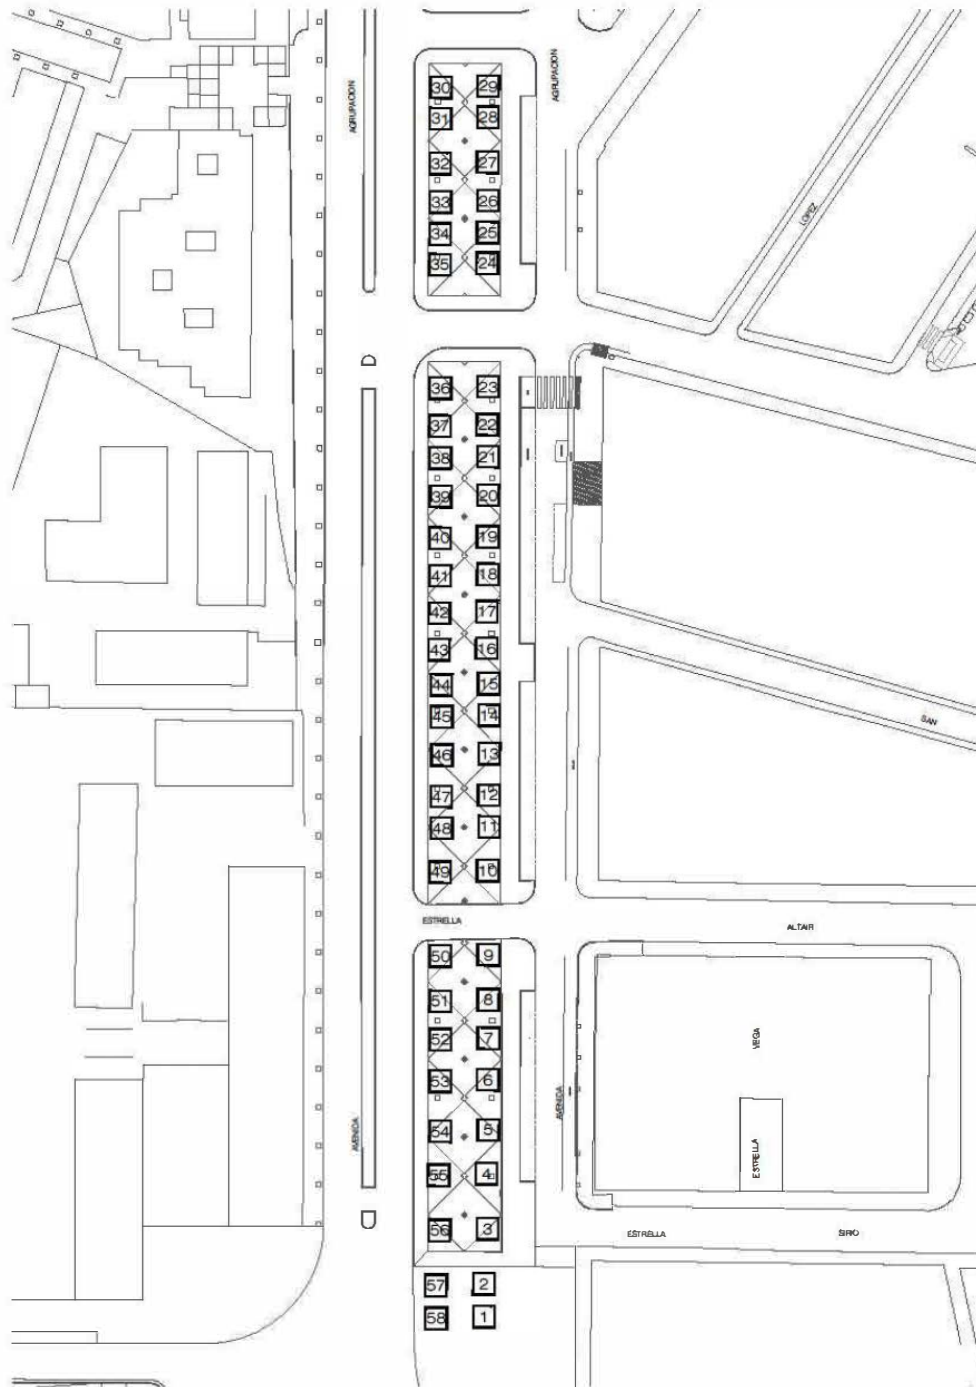 AGRUPACION
AGRUPACION
30 29
31 28
32 27
33 26
34 25
35 24
LOPEZ
36 23
37 22
38 21
39 20
40 19
41 18
42 17
43 16
44 15
45 14
SAN
46 13
47 12
48 11
49 10
ESTRELLA
ALTAIR
50 9
51 8
52 7
VEGA
53 6
AVENIDA
54 5
AVENIDA
ESTRELLA
55 4
56 3
ESTRELLA
SIRIO
57 2
58 1